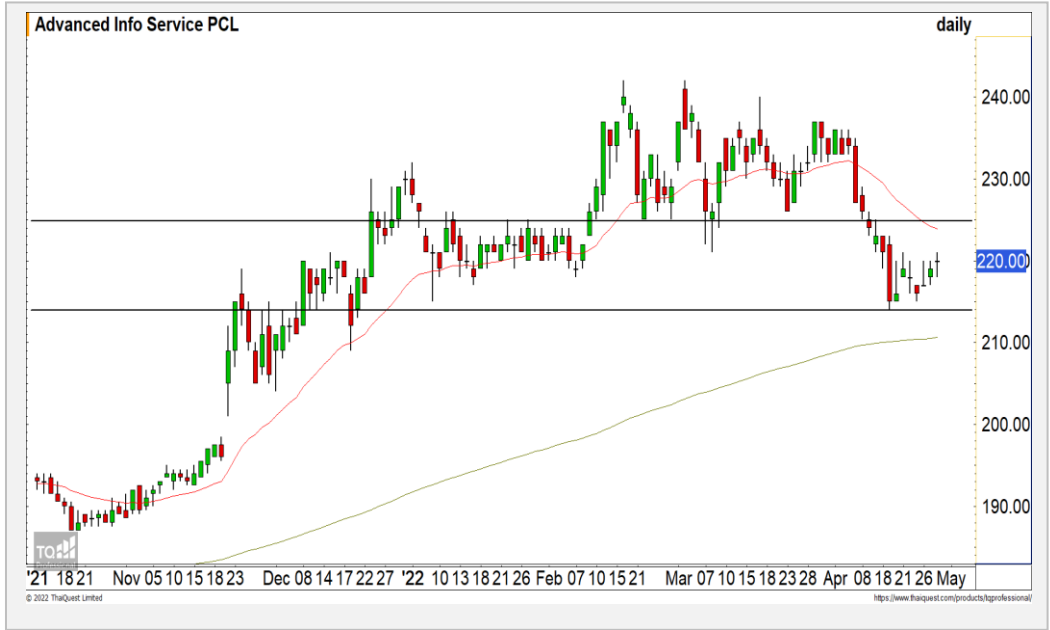 Advanced Info Service PCL daily
240.00
230.00
220.00
210.00
200.00
190.00
TQ
'21 18 21 Nov 05 10 15 18 23 Dec 08 14 17 22 27 '22 10 13 18 21 26 Feb 07 10 15 21 Mar 07 10 15 18 23 28 Apr 08 18 21 26 May
© 2022 ThaiQuest Limited https://www.thaiquest.com/products/tqprofessional/